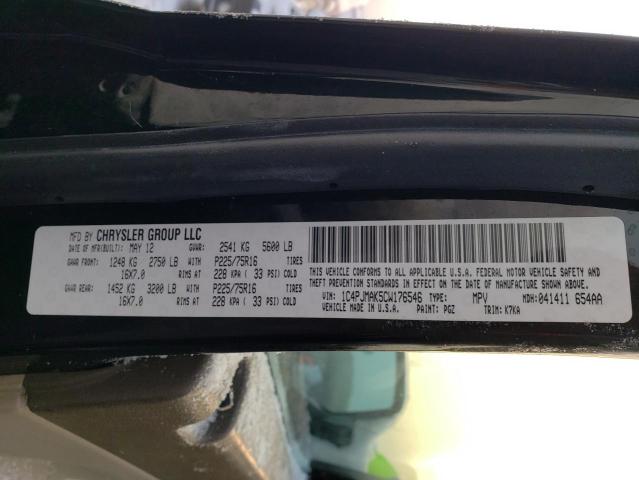 MFD BY CHRYSLER GROUP LLC
DATE OF MFR(BUILT): MAY 12 GVWR: 2541 KG 5600 LB
GAWR FRONT: 1248 KG 2750 LB WITH P225/75R16 TIRES
16X7.0 RIMS AT 228 KPA ( 33 PSI) COLD
GAWR REAR: 1452 KG 3200 LB WITH P225/75R16 TIRES
16X7.0 RIMS AT 228 KPA ( 33 PSI) COLD
THIS VEHICLE CONFORMS TO ALL APPLICABLE U.S.A. FEDERAL MOTOR VEHICLE SAFETY,
BUMPER, AND THEFT PREVENTION STANDARDS IN EFFECT ON THE DATE OF MANUFACTURE SHOWN ABOVE.
VIN: 1C4PJMAK5CW176546 TYPE: MPV MDH: 041411 654AA
VEHICLE MADE IN U.S.A. PAINT: PGZ TRIM: K7KA